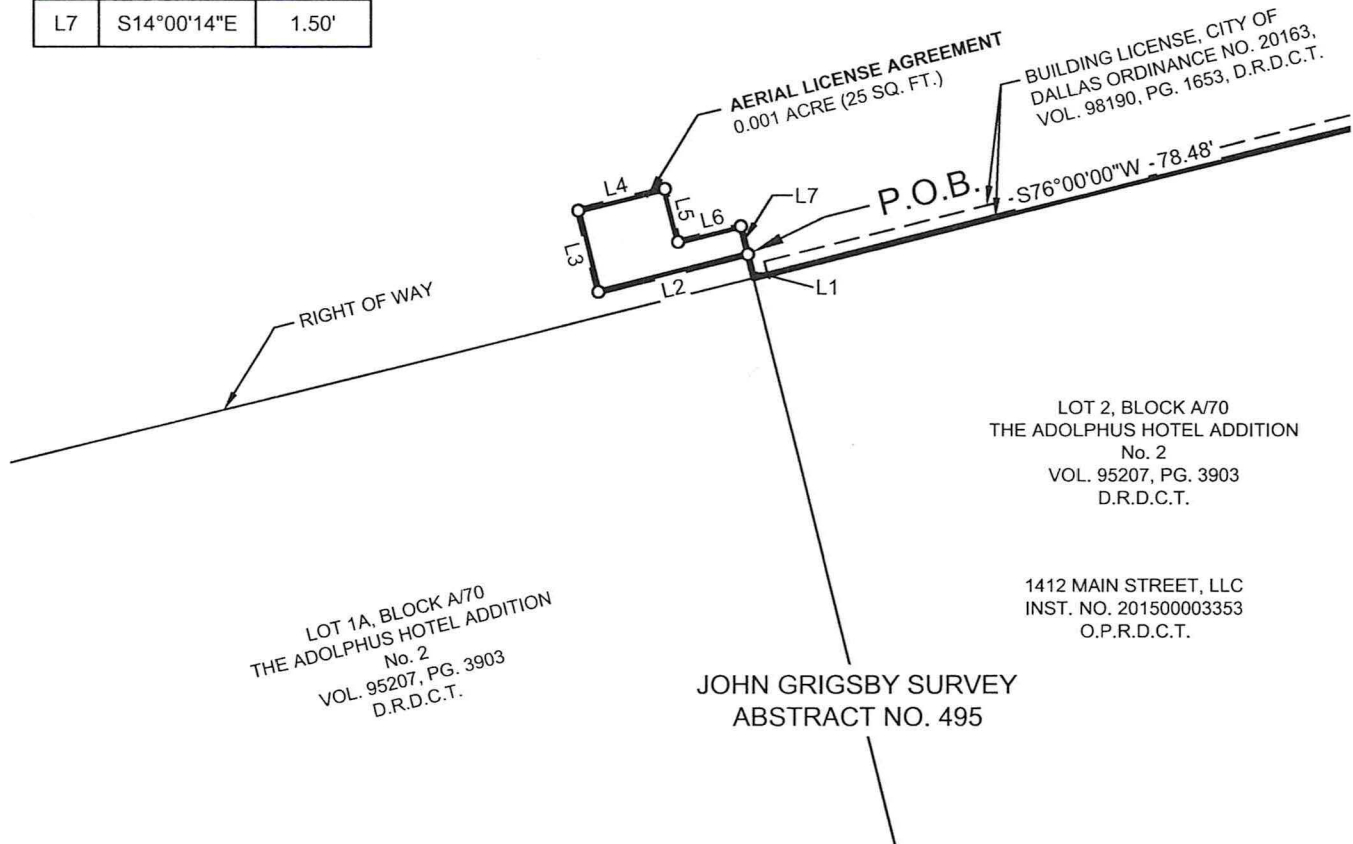 L7 S14°00'14"E 1.50'
AERIAL LICENSE AGREEMENT
0.001 ACRE (25 SQ. FT.)
BUILDING LICENSE, CITY OF
DALLAS ORDINANCE NO. 20163,
VOL. 98190, PG. 1653, D.R.D.C.T.
S76°00'00"W - 78.48'
L4
L5
L6
L7
P.O.B.
L3
L2
L1
RIGHT OF WAY
LOT 2, BLOCK A/70
THE ADOLPHUS HOTEL ADDITION
No. 2
VOL. 95207, PG. 3903
D.R.D.C.T.
1412 MAIN STREET, LLC
INST. NO. 201500003353
O.P.R.D.C.T.
LOT 1A, BLOCK A/70
THE ADOLPHUS HOTEL ADDITION
No. 2
VOL. 95207, PG. 3903
D.R.D.C.T.
JOHN GRIGSBY SURVEY
ABSTRACT NO. 495